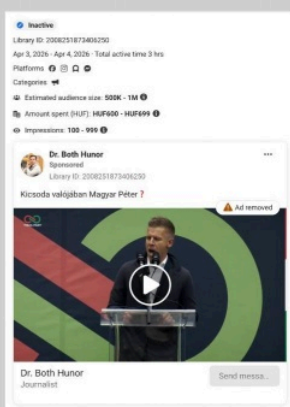 Inactive
Library ID: 2008251873406250
Apr 3, 2026 - Apr 4, 2026 · Total active time 3 hrs
Platforms
Categories
Estimated audience size: 500K - 1M
Amount spent (HUF): HUF600 - HUF699
Impressions: 100 - 999
Dr. Both Hunor
Sponsored
Library ID: 2008251873406250
Kicsoda valójában Magyar Péter?
Ad removed
Dr. Both Hunor
Journalist
Send messa...